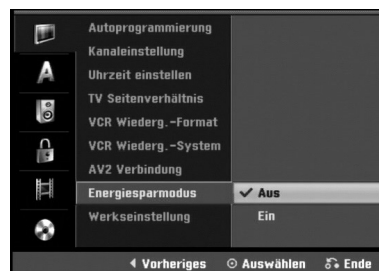 Autoprogrammierung
Kanaleinstellung
Uhrzeit einstellen
TV Seitenverhältnis
VCR Wiederg.-Format
VCR Wiederg.-System
AV2 Verbindung
Energiesparmodus ✔ Aus
Werkseinstellung Ein
A
Vorheriges Auswählen Ende